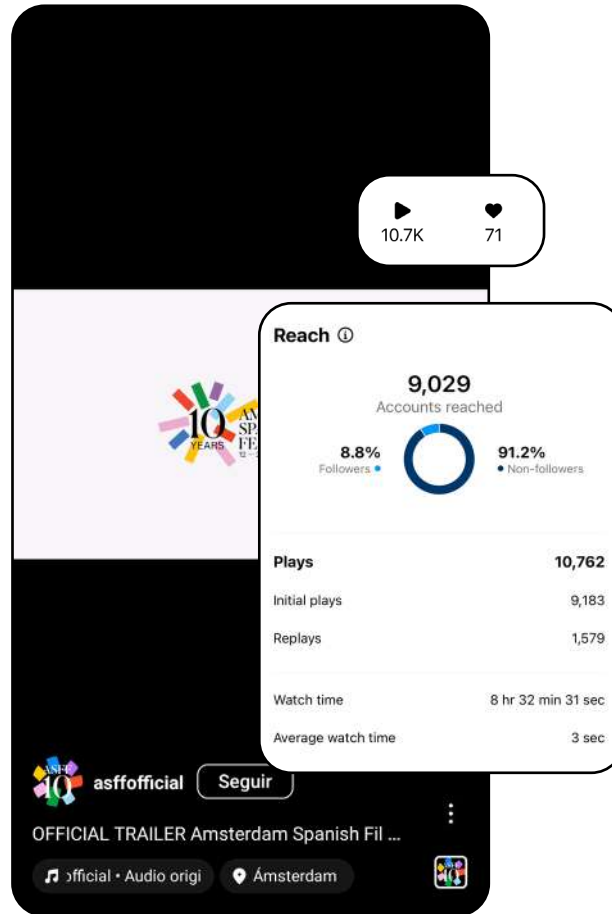 10.7K 71
Reach
9,029
Accounts reached
8.8%
Followers
91.2%
Non-followers
Plays 10,762
Initial plays 9,183
Replays 1,579
Watch time 8 hr 32 min 31 sec
Average watch time 3 sec
10
YEARS
ASFF
10
asffofficial Seguir
OFFICIAL TRAILER Amsterdam Spanish Fil ...
official • Audio origi Ámsterdam